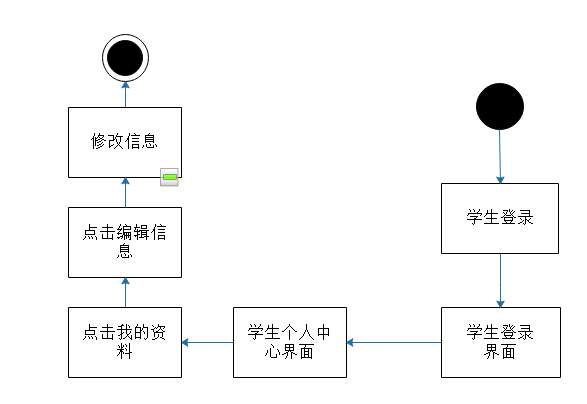 修改信息
学生登录
点击编辑信
息
点击我的资
料
学生个人中
心界面
学生登录
界面